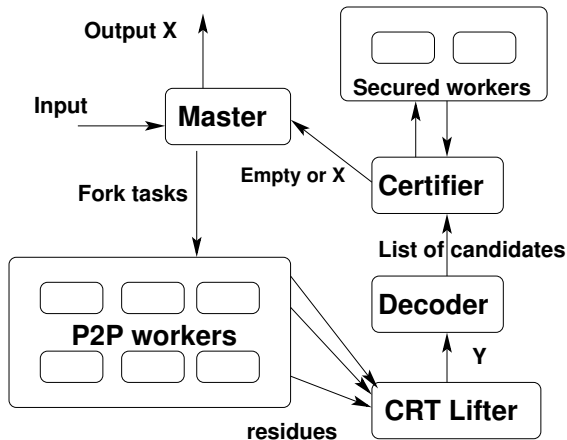 Output X
Secured workers
Input
Master
Empty or X
Certifier
Fork tasks
List of candidates
P2P workers
Decoder
Y
CRT Lifter
residues